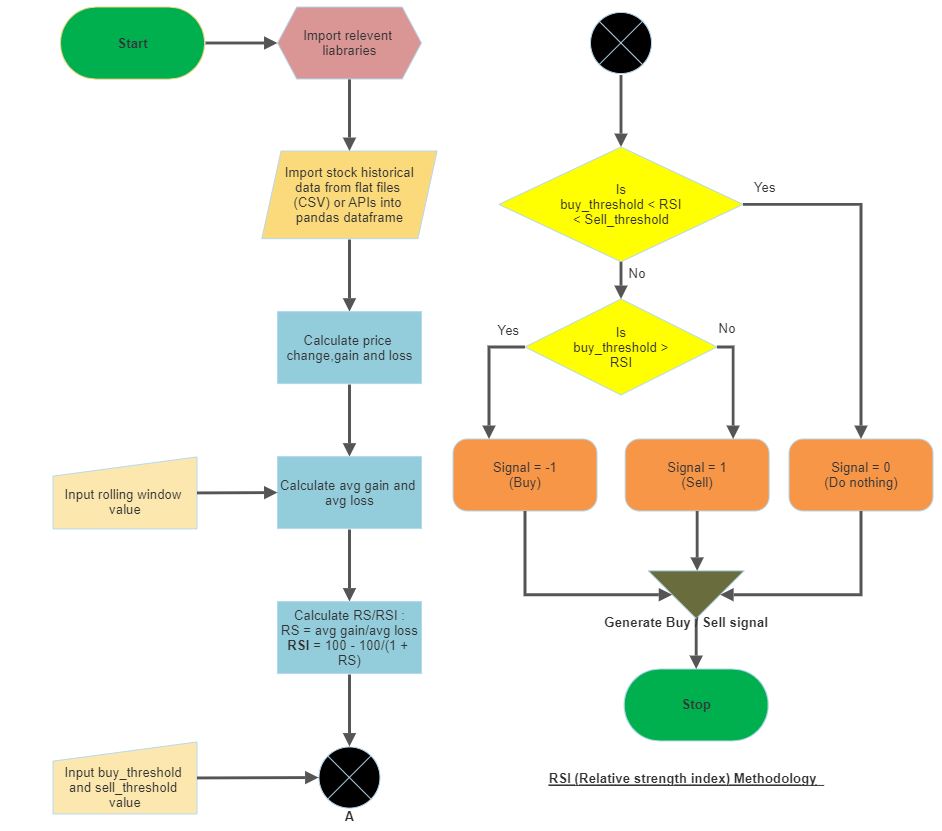 Start
Import relevent
liabraries
Import stock historical
data from flat files
(CSV) or APIs into
pandas dataframe
Calculate price
change,gain and loss
Input rolling window
value
Calculate avg gain and
avg loss
Calculate RS/RSI :
RS = avg gain/avg loss
RSI = 100 - 100/(1 +
RS)
Input buy_threshold
and sell_threshold
value
A
Is
buy_threshold < RSI
< Sell_threshold
Yes
No
Is
buy_threshold >
RSI
Yes
No
Signal = -1
(Buy)
Signal = 1
(Sell)
Signal = 0
(Do nothing)
Generate Buy / Sell signal
Stop
RSI (Relative strength index) Methodology